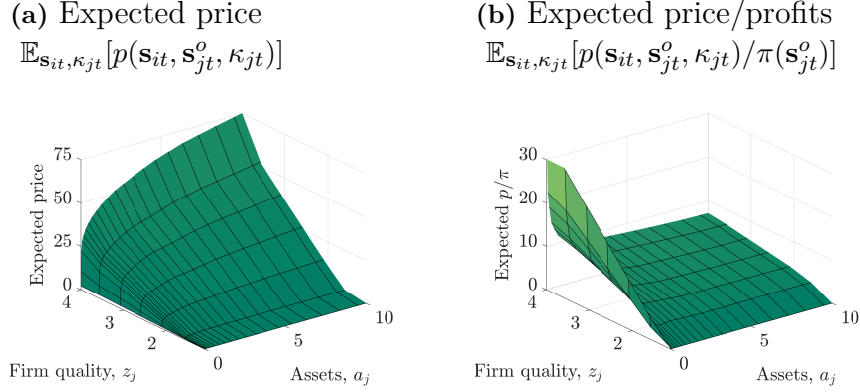 (a) Expected price
𝔼_{𝐬_{it},κ_{jt}}[p(𝐬_{it}, 𝐬^o_{jt}, κ_{jt})]
75
50
25
0
Expected price
4
3
2
0
5
10
Firm quality, z_j
Assets, a_j
(b) Expected price/profits
𝔼_{𝐬_{it},κ_{jt}}[p(𝐬_{it}, 𝐬^o_{jt}, κ_{jt})/π(𝐬^o_{jt})]
30
20
10
0
Expected p/π
4
3
2
0
5
10
Firm quality, z_j
Assets, a_j